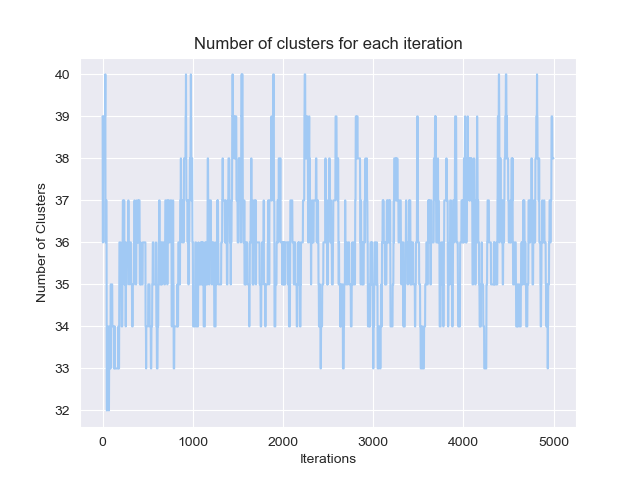 Number of clusters for each iteration
Number of Clusters
40
39
38
37
36
35
34
33
32
0 1000 2000 3000 4000 5000
Iterations